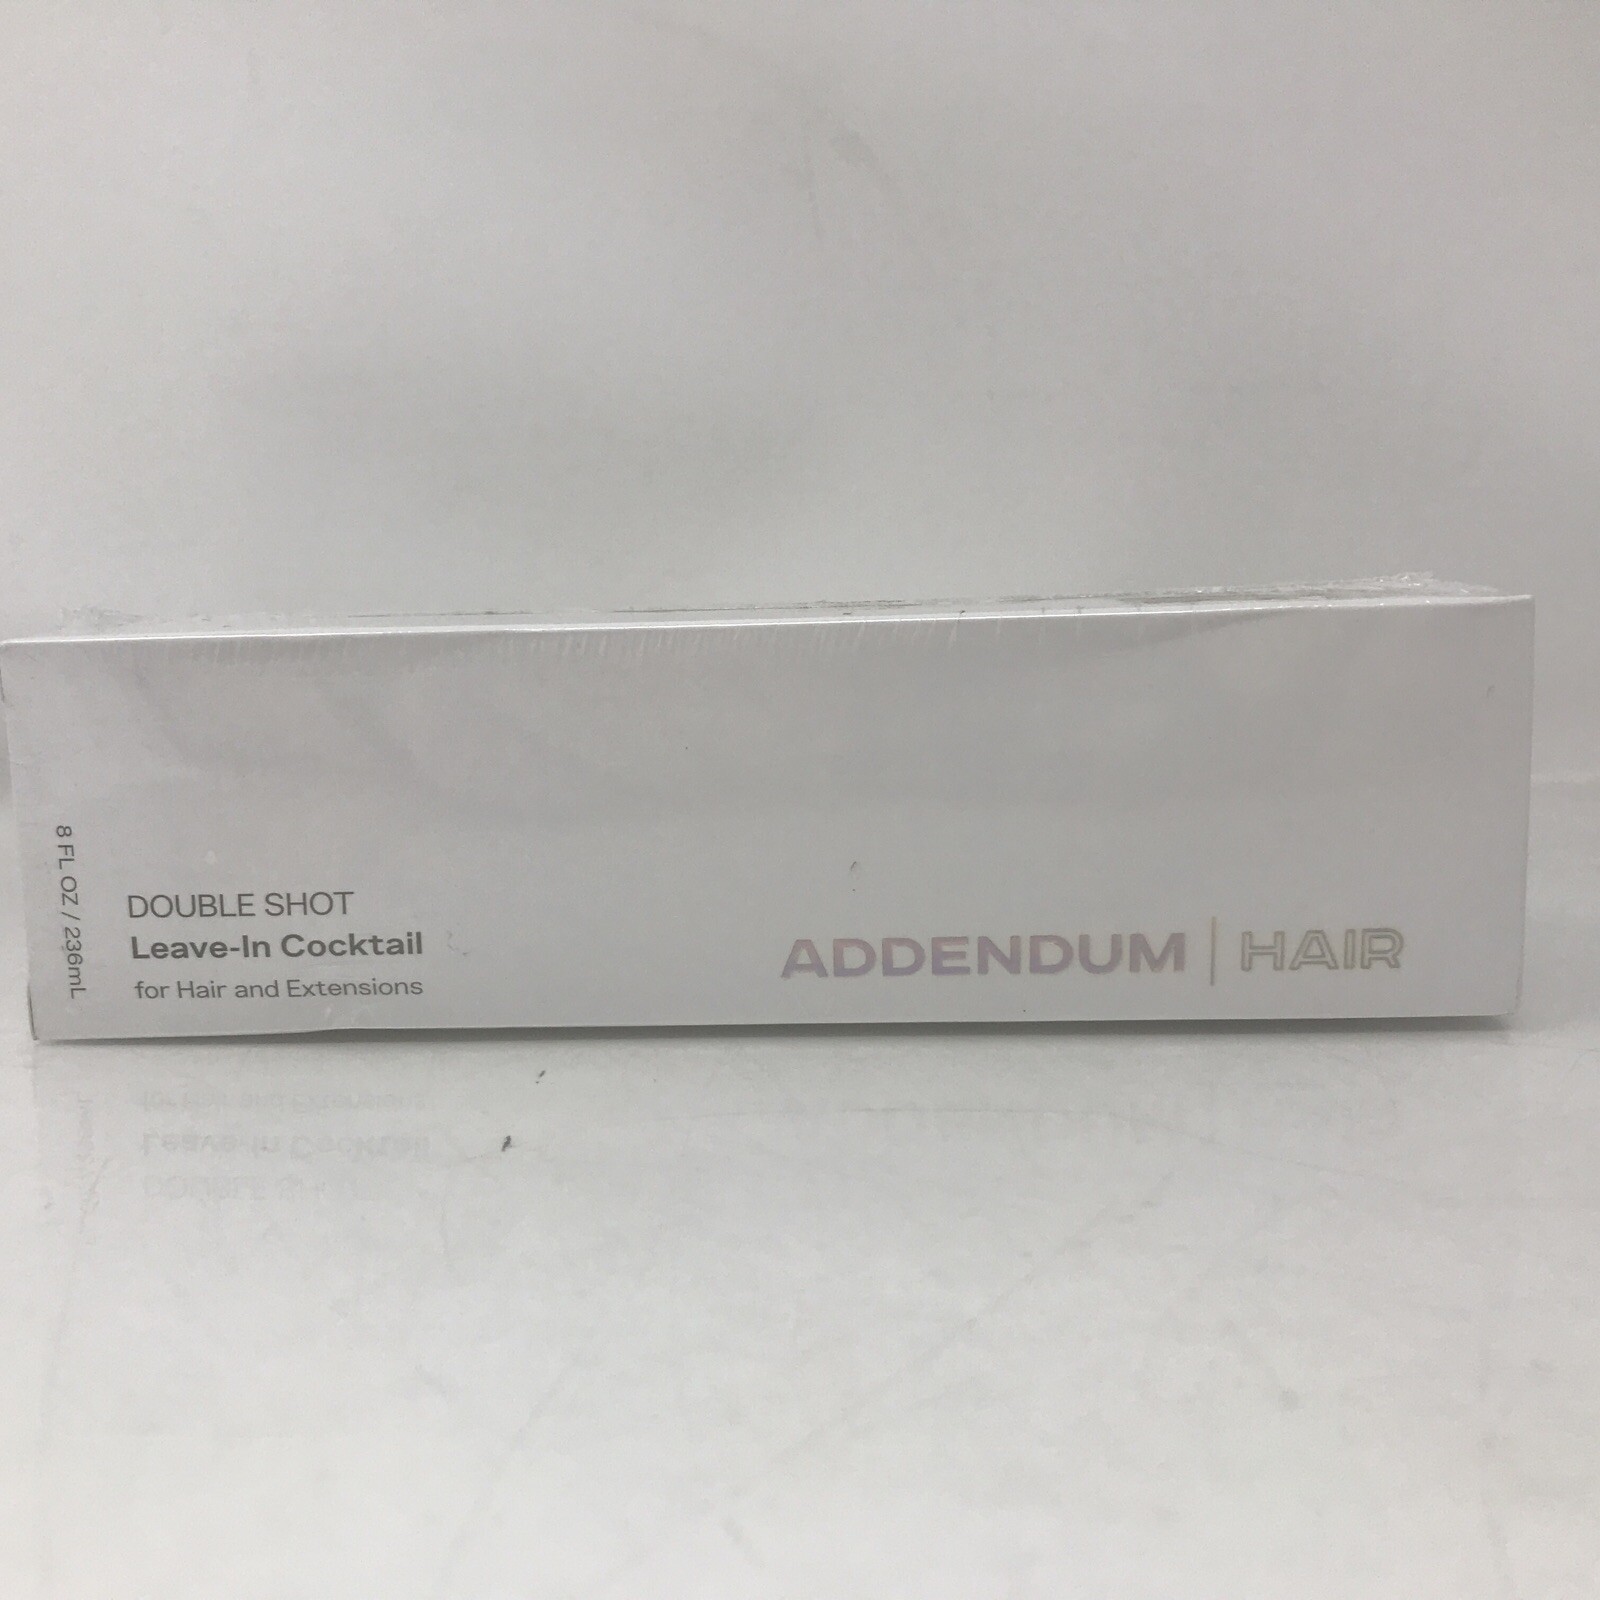 8 FL OZ / 236mL
DOUBLE SHOT
Leave-In Cocktail
for Hair and Extensions
ADDENDUM | HAIR